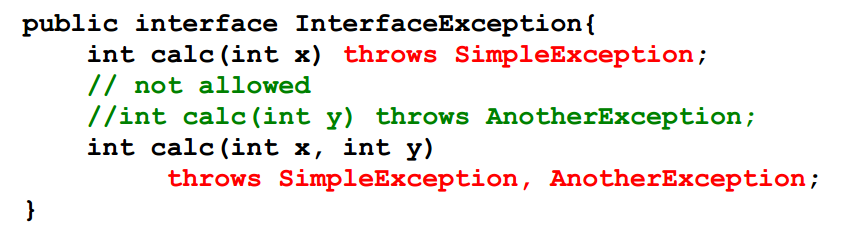 public interface InterfaceException{
int calc(int x) throws SimpleException;
// not allowed
//int calc(int y) throws AnotherException;
int calc(int x, int y)
throws SimpleException, AnotherException;
}